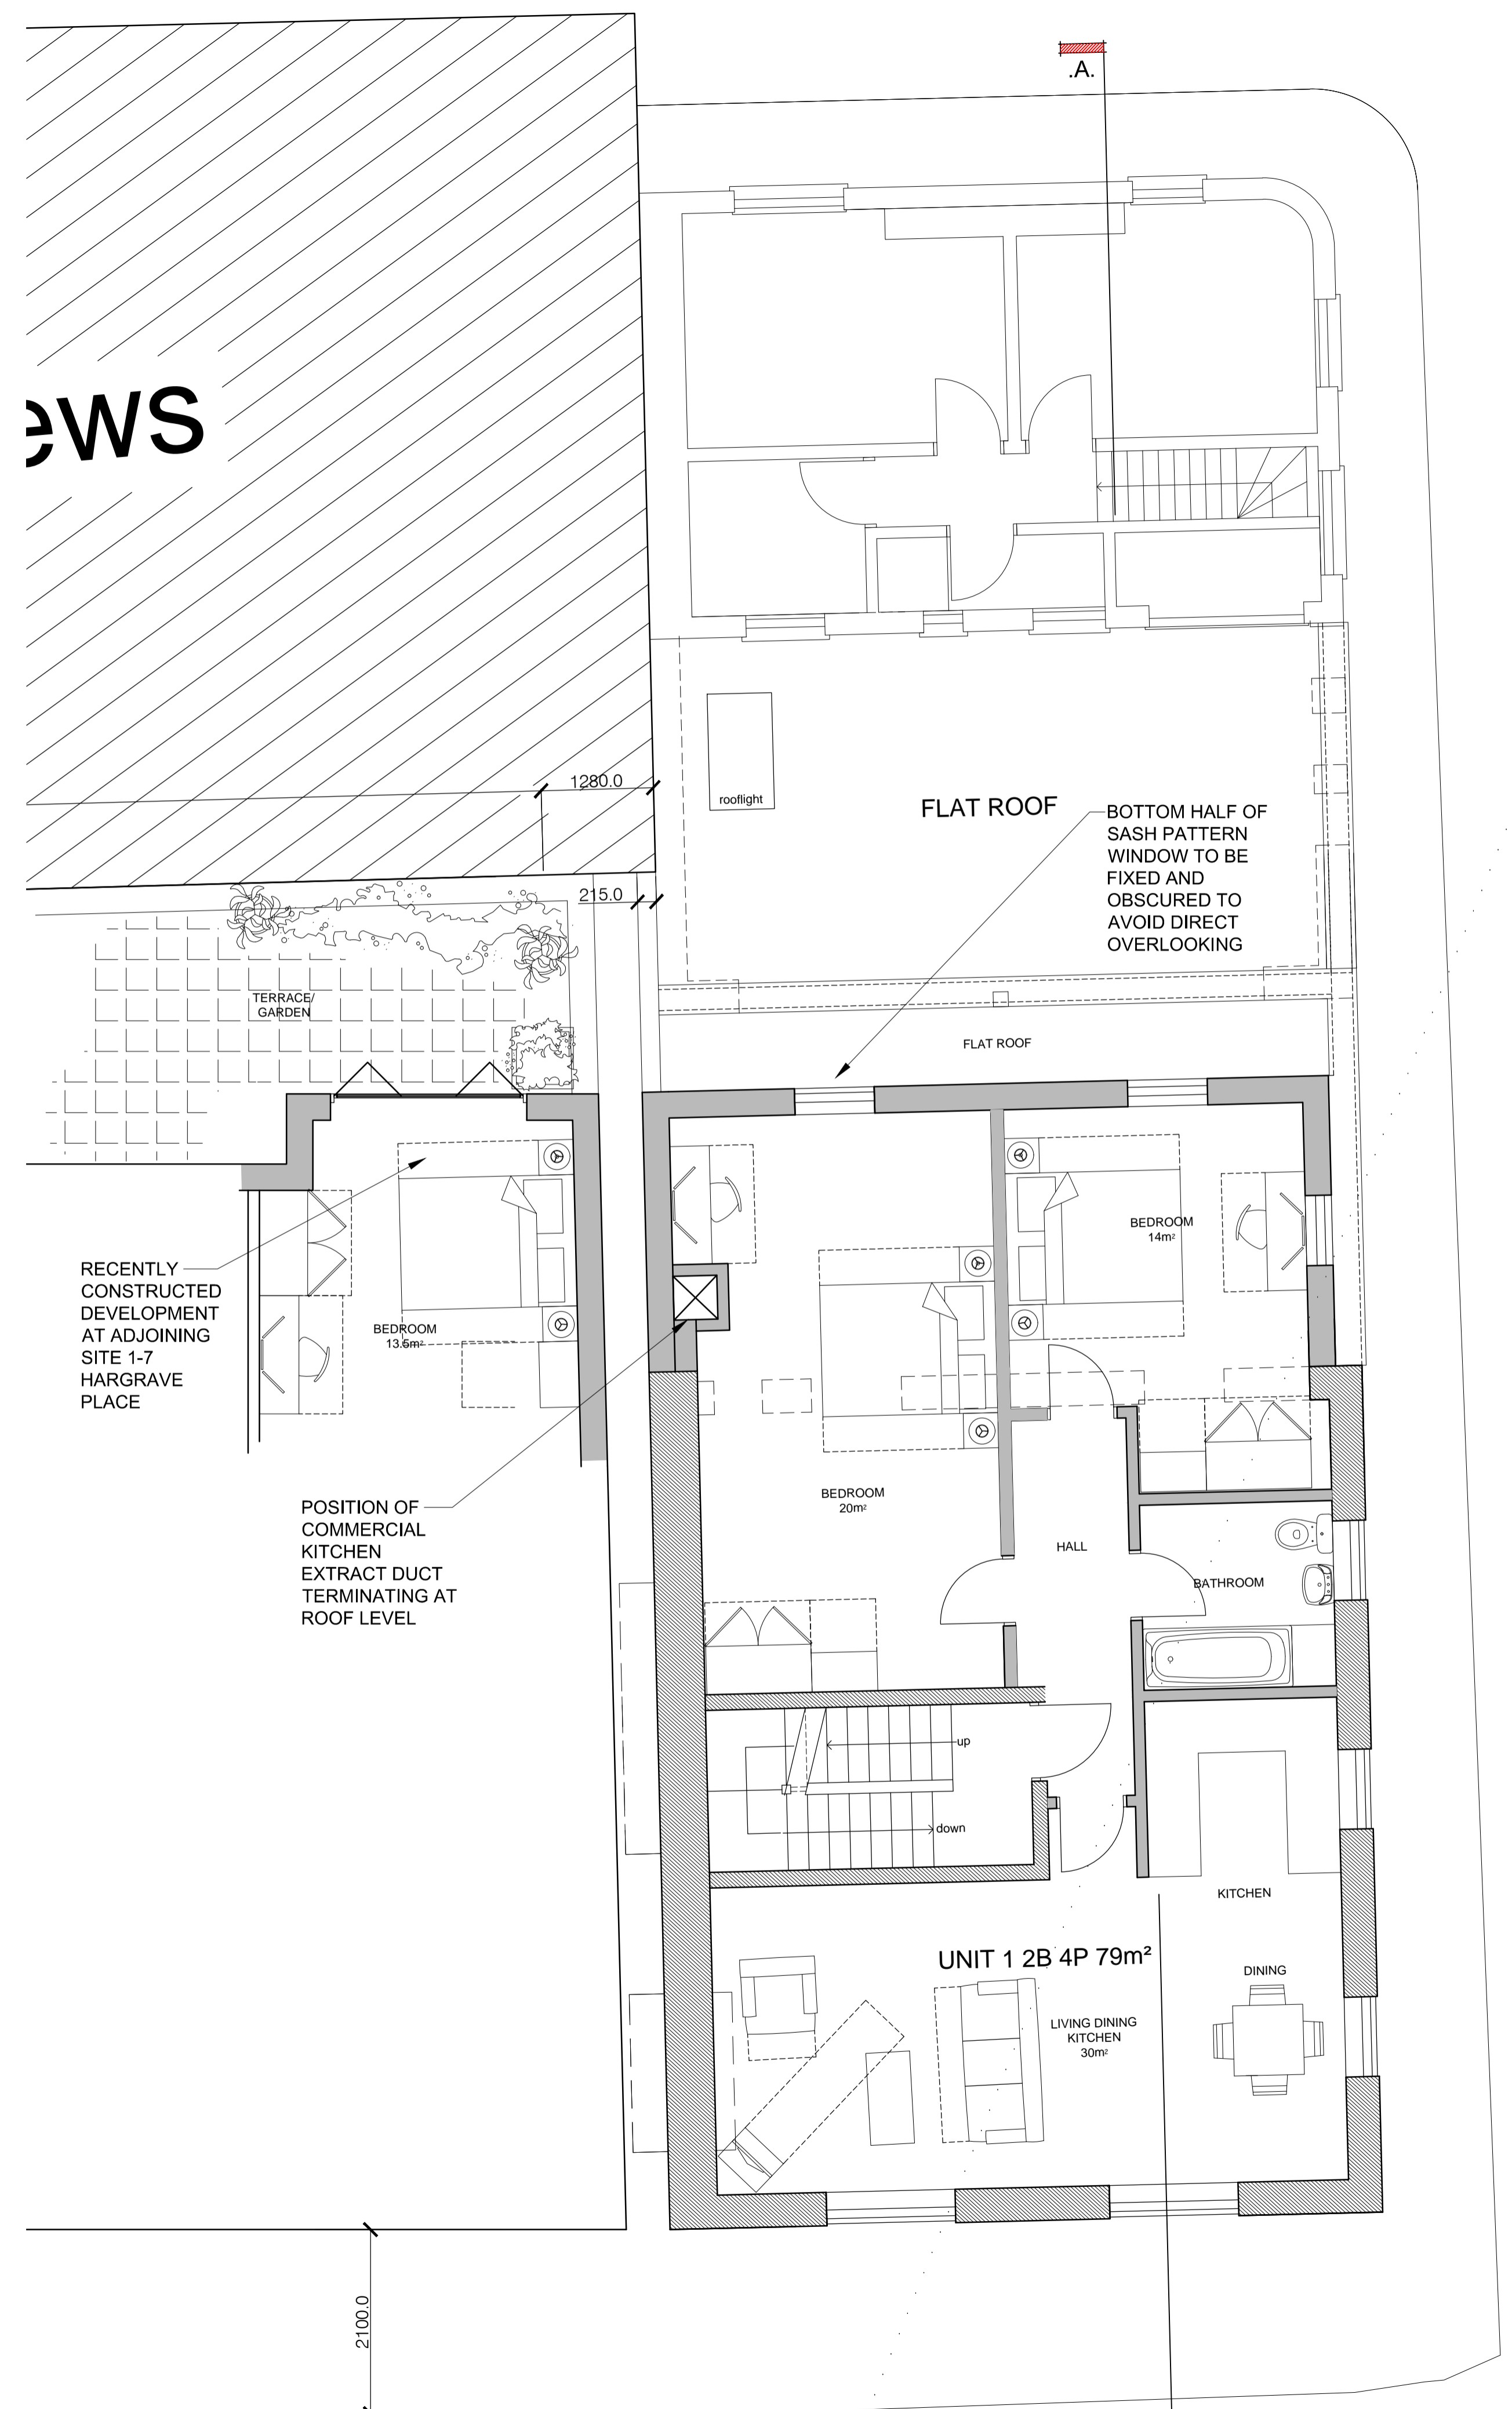 .A.
ews
1280.0
rooflight
FLAT ROOF
BOTTOM HALF OF
SASH PATTERN
WINDOW TO BE
FIXED AND
OBSCURED TO
AVOID DIRECT
OVERLOOKING
215.0
TERRACE/
GARDEN
FLAT ROOF
BEDROOM
14m²
RECENTLY
CONSTRUCTED
DEVELOPMENT
AT ADJOINING
SITE 1-7
HARGRAVE
PLACE
BEDROOM
13.5m²
BEDROOM
20m²
POSITION OF
COMMERCIAL
KITCHEN
EXTRACT DUCT
TERMINATING AT
ROOF LEVEL
HALL
BATHROOM
up
down
KITCHEN
UNIT 1 2B 4P 79m²
DINING
LIVING DINING
KITCHEN
30m²
2100.0